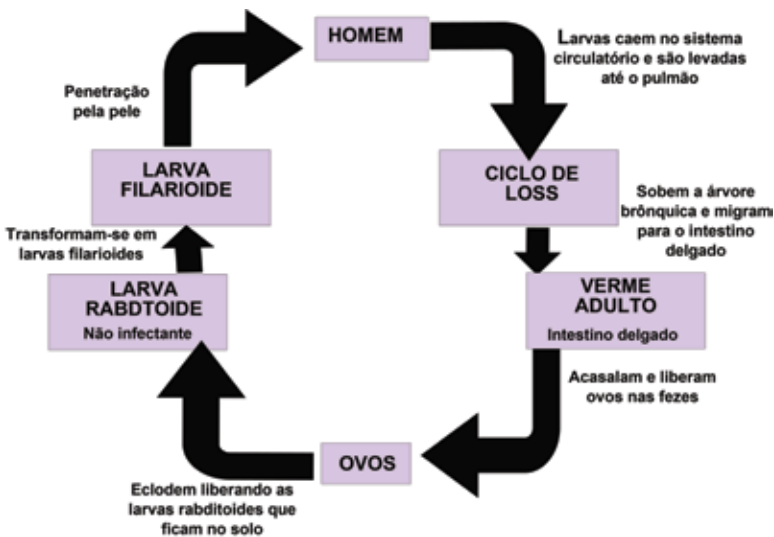 HOMEM
Larvas caem no sistema
circulatório e são levadas
até o pulmão
Penetração
pela pele
LARVA
FILARIOIDE
CICLO DE
LOSS
Sobem a árvore
brônquica e migram
para o intestino
delgado
Transformam-se em
larvas filarioides
LARVA
RABDTOIDE
Não infectante
VERME
ADULTO
Intestino delgado
Acasalam e liberam
ovos nas fezes
OVOS
Eclodem liberando as
larvas rabditoides que
ficam no solo